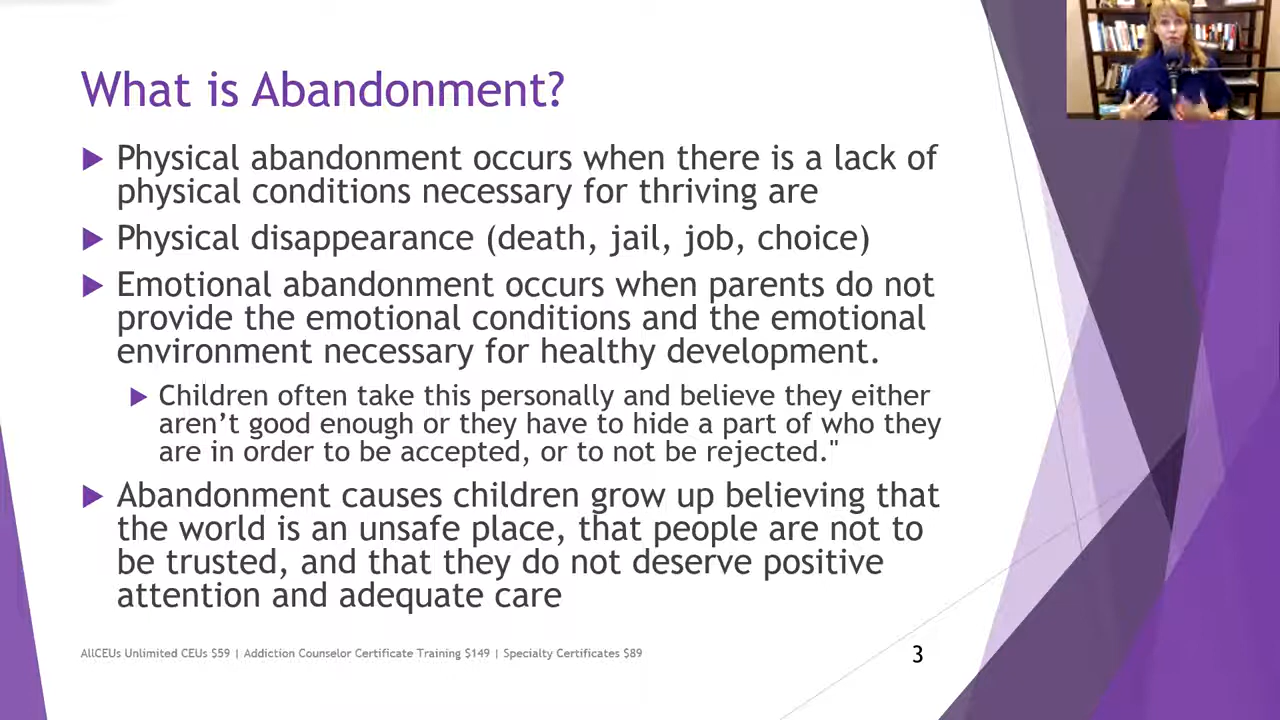 What is Abandonment?
Physical abandonment occurs when there is a lack of
physical conditions necessary for thriving are
Physical disappearance (death, jail, job, choice)
Emotional abandonment occurs when parents do not
provide the emotional conditions and the emotional
environment necessary for healthy development.
Children often take this personally and believe they either
aren’t good enough or they have to hide a part of who they
are in order to be accepted, or to not be rejected."
Abandonment causes children grow up believing that
the world is an unsafe place, that people are not to
be trusted, and that they do not deserve positive
attention and adequate care
AllCEUs Unlimited CEUs $59 | Addiction Counselor Certificate Training $149 | Specialty Certificates $89
3